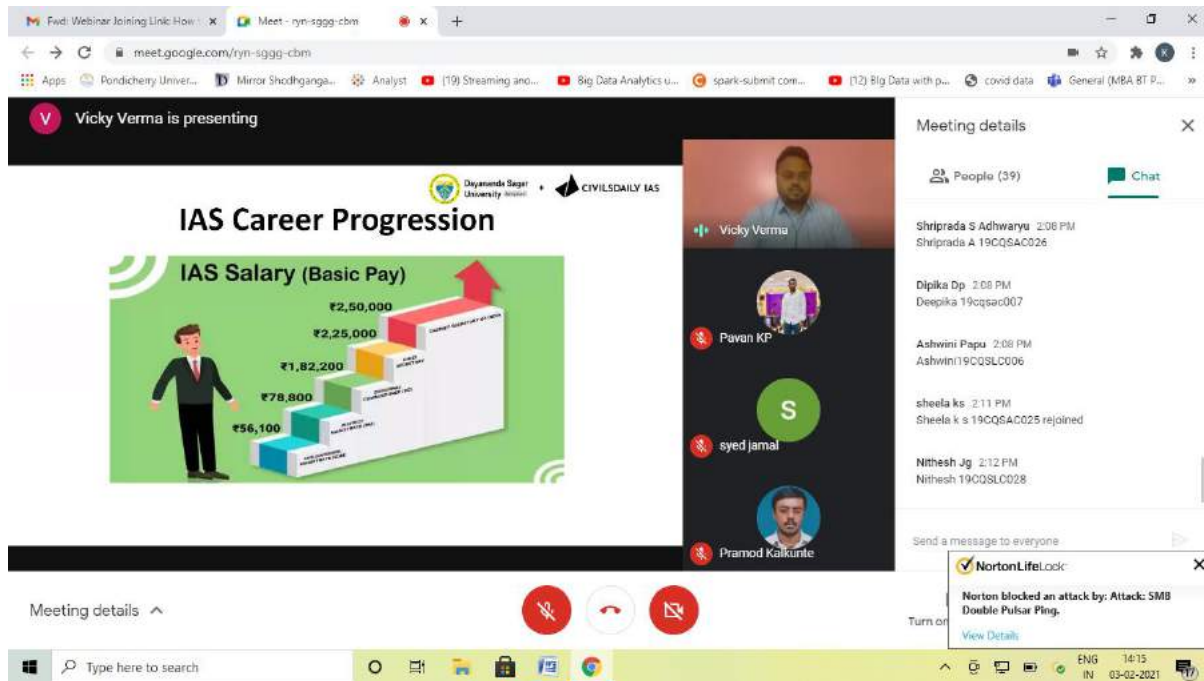 Fwd: Webinar Joining Link: How
Meet - ryn-sggg-cbm
meet.google.com/ryn-sggg-cbm
K
Apps
Pondicherry Univer...
Mirror Shodhganga...
Analyst
(19) Streaming ano...
Big Data Analytics u...
spark-submit com...
(12) Big Data with p...
covid data
General (MBA BT P...
V
Vicky Verma is presenting
Dayananda Sagar
University
CIVILSDAILY IAS
IAS Career Progression
IAS Salary (Basic Pay)
₹2,50,000
₹2,25,000
₹1,82,200
₹78,800
₹56,100
Vicky Verma
Pavan KP
S
syed jamal
Pramod Kalkunte
Meeting details
People (39)
Chat
Shriprada S Adhwaryu 2:08 PM
Shriprada A 19CQSAC026
Dipika Dp 2:08 PM
Deepika 19cqsac007
Ashwini Papu 2:08 PM
Ashwini19CQSLC006
sheela ks 2:11 PM
Sheela k s 19CQSAC025 rejoined
Nithesh Jg 2:12 PM
Nithesh 19CQSLC028
Send a message to everyone
NortonLifeLock
Norton blocked an attack by: Attack: SMB
Double Pulsar Ping.
View Details
Meeting details
Turn on
Type here to search
ENG
IN
14:15
03-02-2021
17